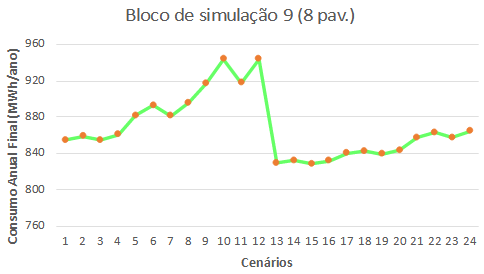 Bloco de simulação 9 (8 pav.)
Consumo Anual Final (MWh/ano)
960
920
880
840
800
760
1 2 3 4 5 6 7 8 9 10 11 12 13 14 15 16 17 18 19 20 21 22 23 24
Cenários